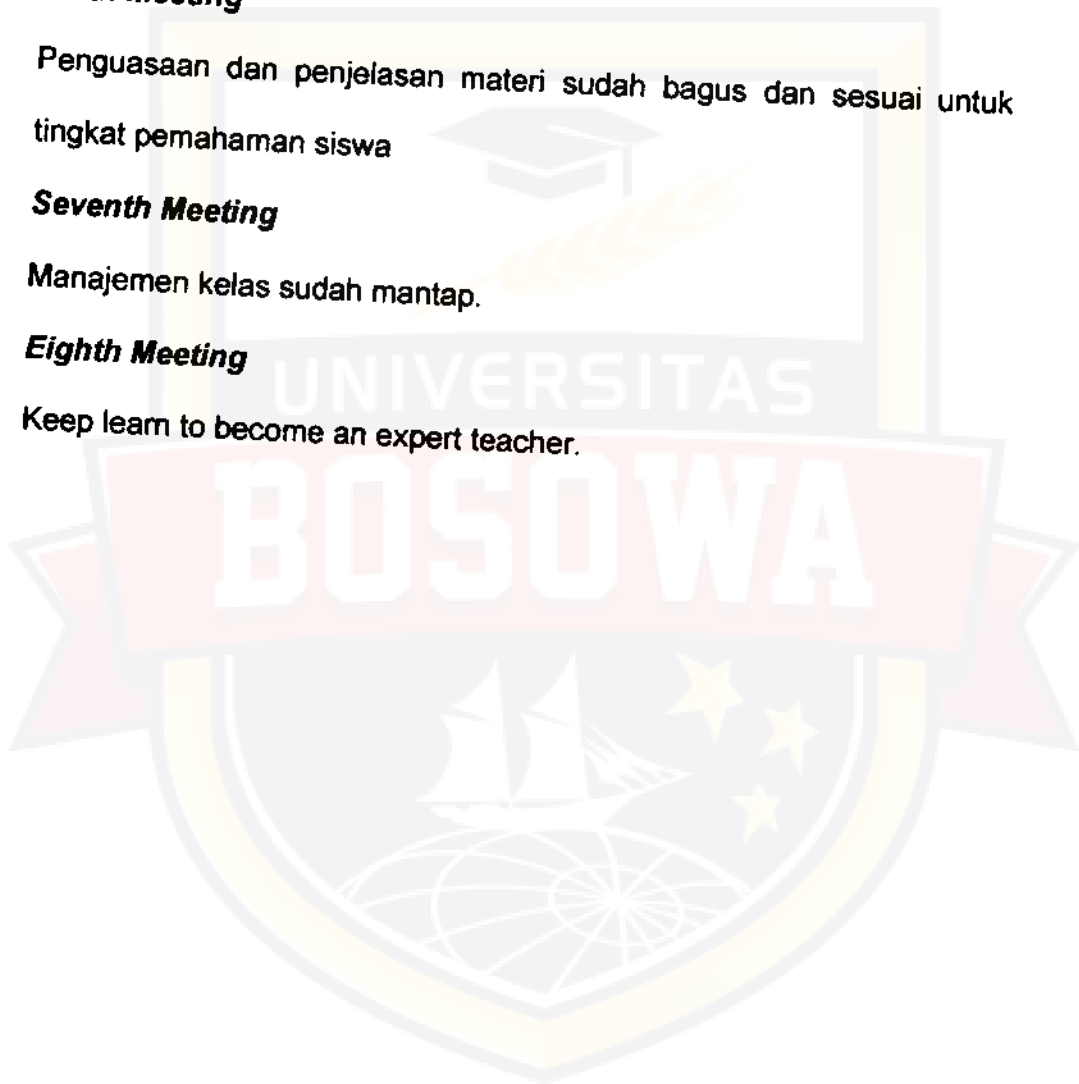 Meeting
Penguasaan dan penjelasan materi sudah bagus dan sesuai untuk
tingkat pemahaman siswa
Seventh Meeting
Manajemen kelas sudah mantap.
Eighth Meeting
Keep learn to become an expert teacher.
UNIVERSITAS
BOSOWA